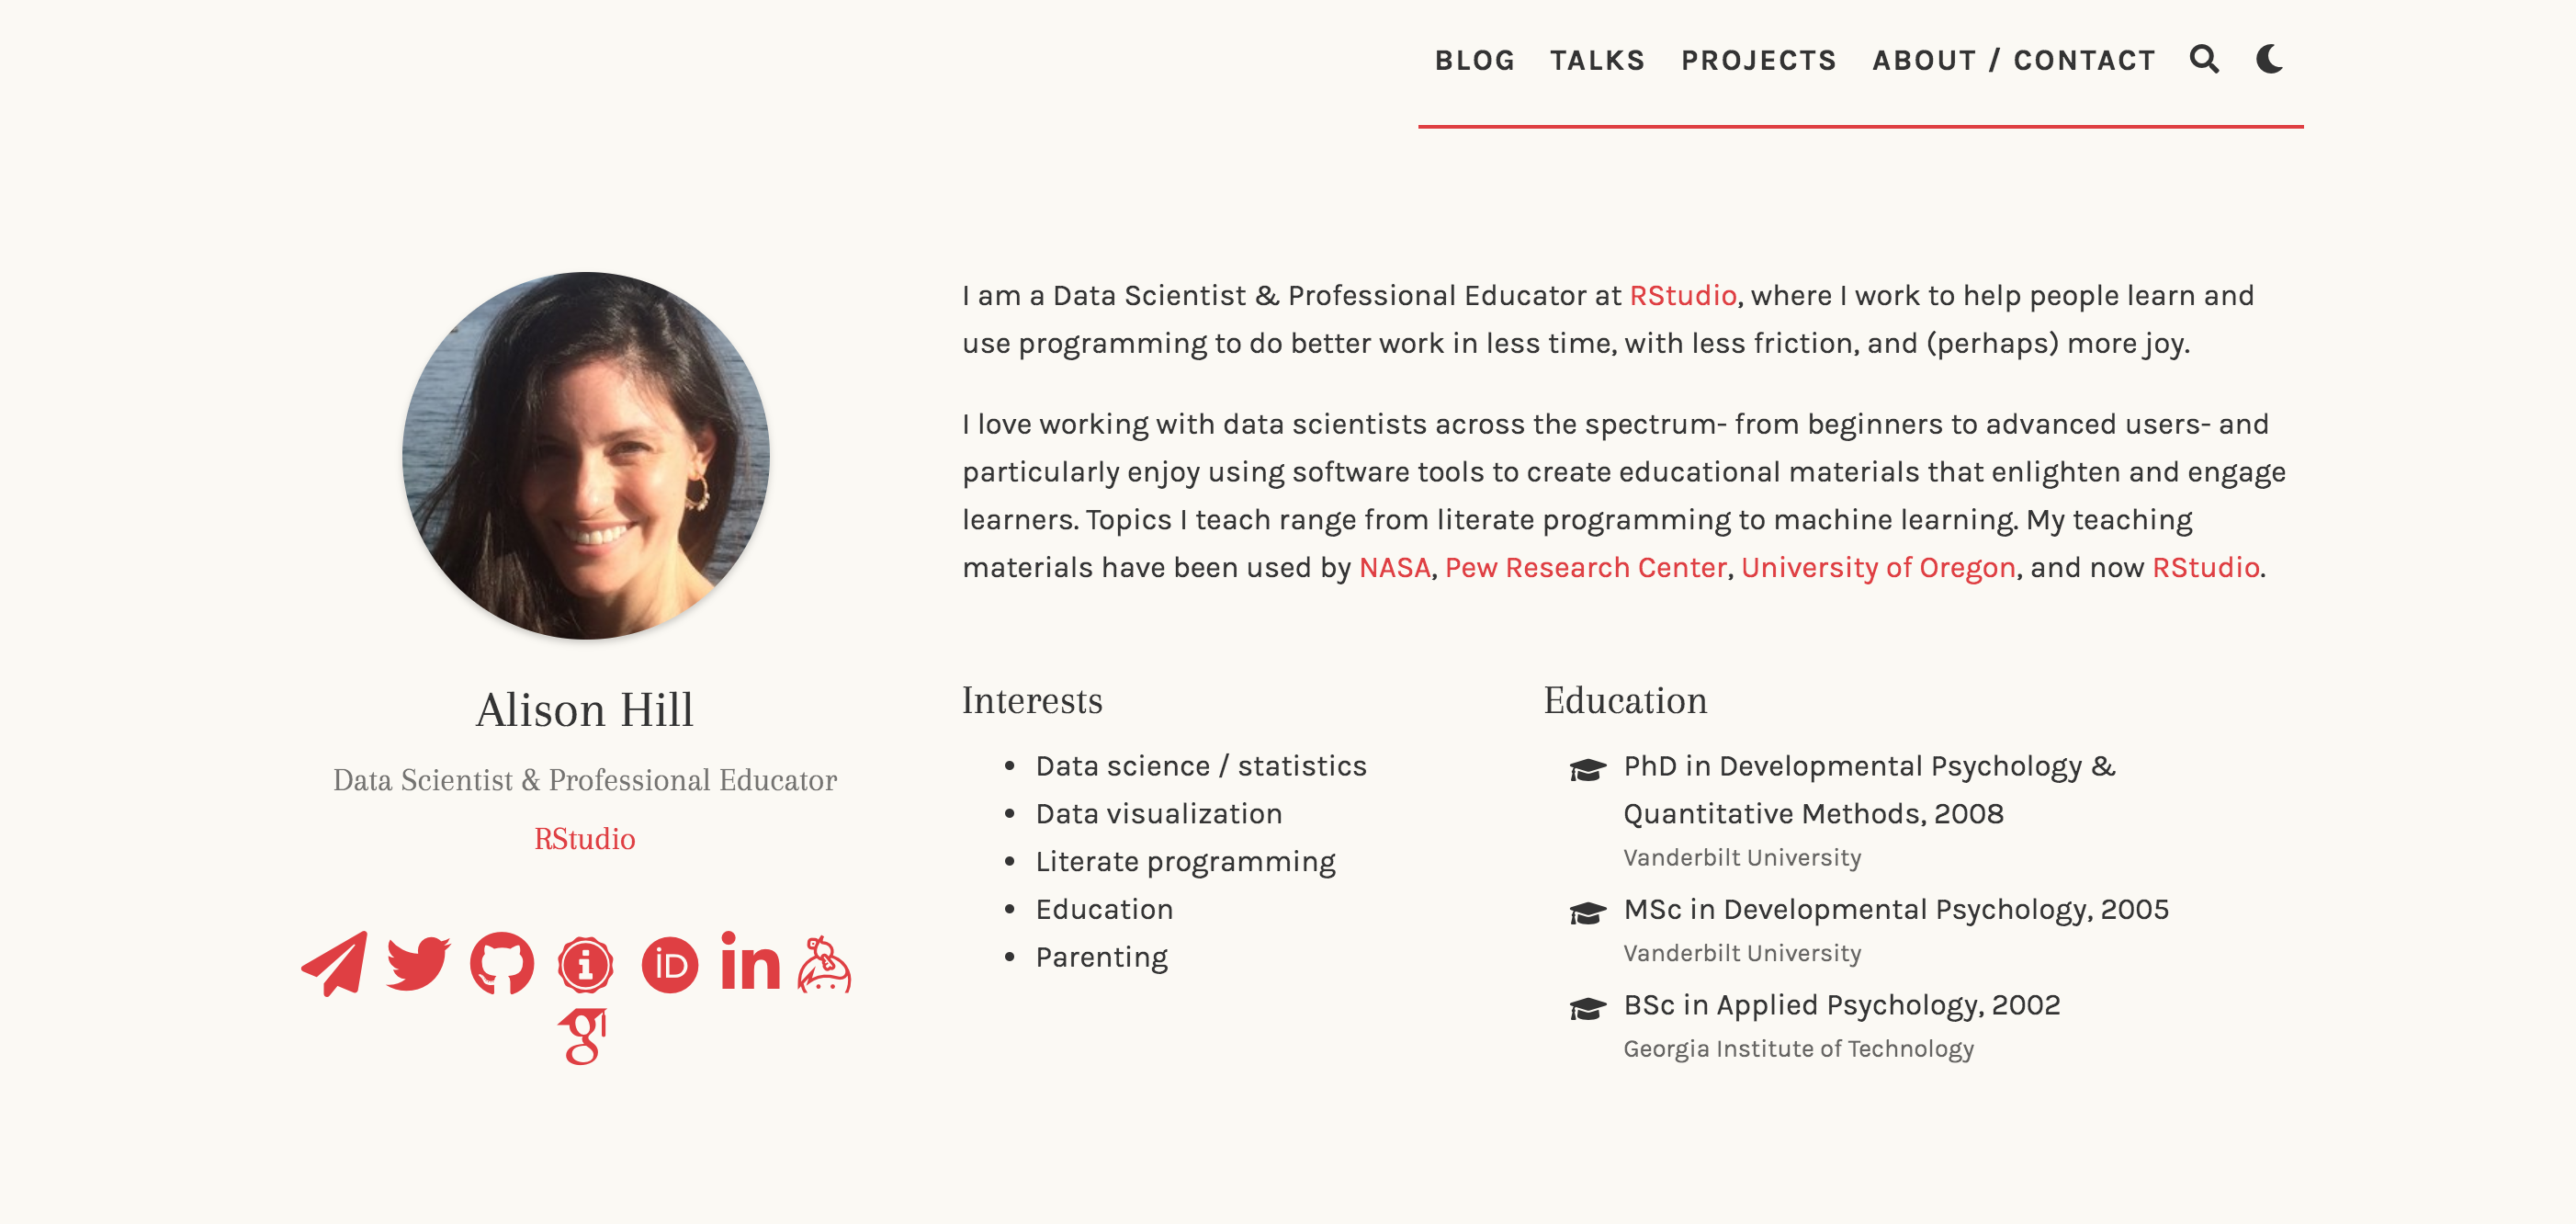 BLOG TALKS PROJECTS ABOUT / CONTACT
I am a Data Scientist & Professional Educator at RStudio, where I work to help people learn and
use programming to do better work in less time, with less friction, and (perhaps) more joy.
I love working with data scientists across the spectrum- from beginners to advanced users- and
particularly enjoy using software tools to create educational materials that enlighten and engage
learners. Topics I teach range from literate programming to machine learning. My teaching
materials have been used by NASA, Pew Research Center, University of Oregon, and now RStudio.
Alison Hill
Data Scientist & Professional Educator
RStudio
iD
in
g
Interests
Data science / statistics
Data visualization
Literate programming
Education
Parenting
Education
PhD in Developmental Psychology &
Quantitative Methods, 2008
Vanderbilt University
MSc in Developmental Psychology, 2005
Vanderbilt University
BSc in Applied Psychology, 2002
Georgia Institute of Technology